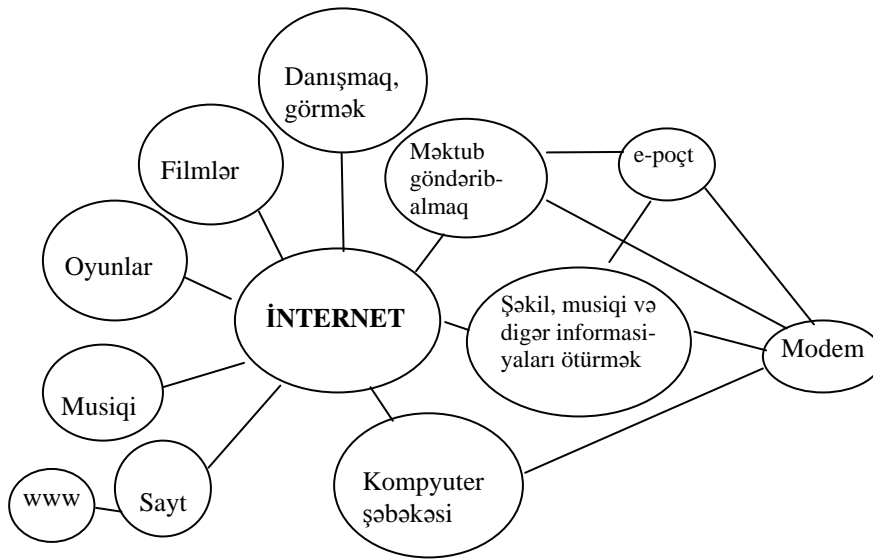 Danışmaq,
görmək
Filmlər
Məktub
göndərib-
almaq
e-poçt
Oyunlar
İNTERNET
Şəkil, musiqi və
digər informasi-
yaları ötürmək
Modem
Musiqi
Kompyuter
şəbəkəsi
www
Sayt